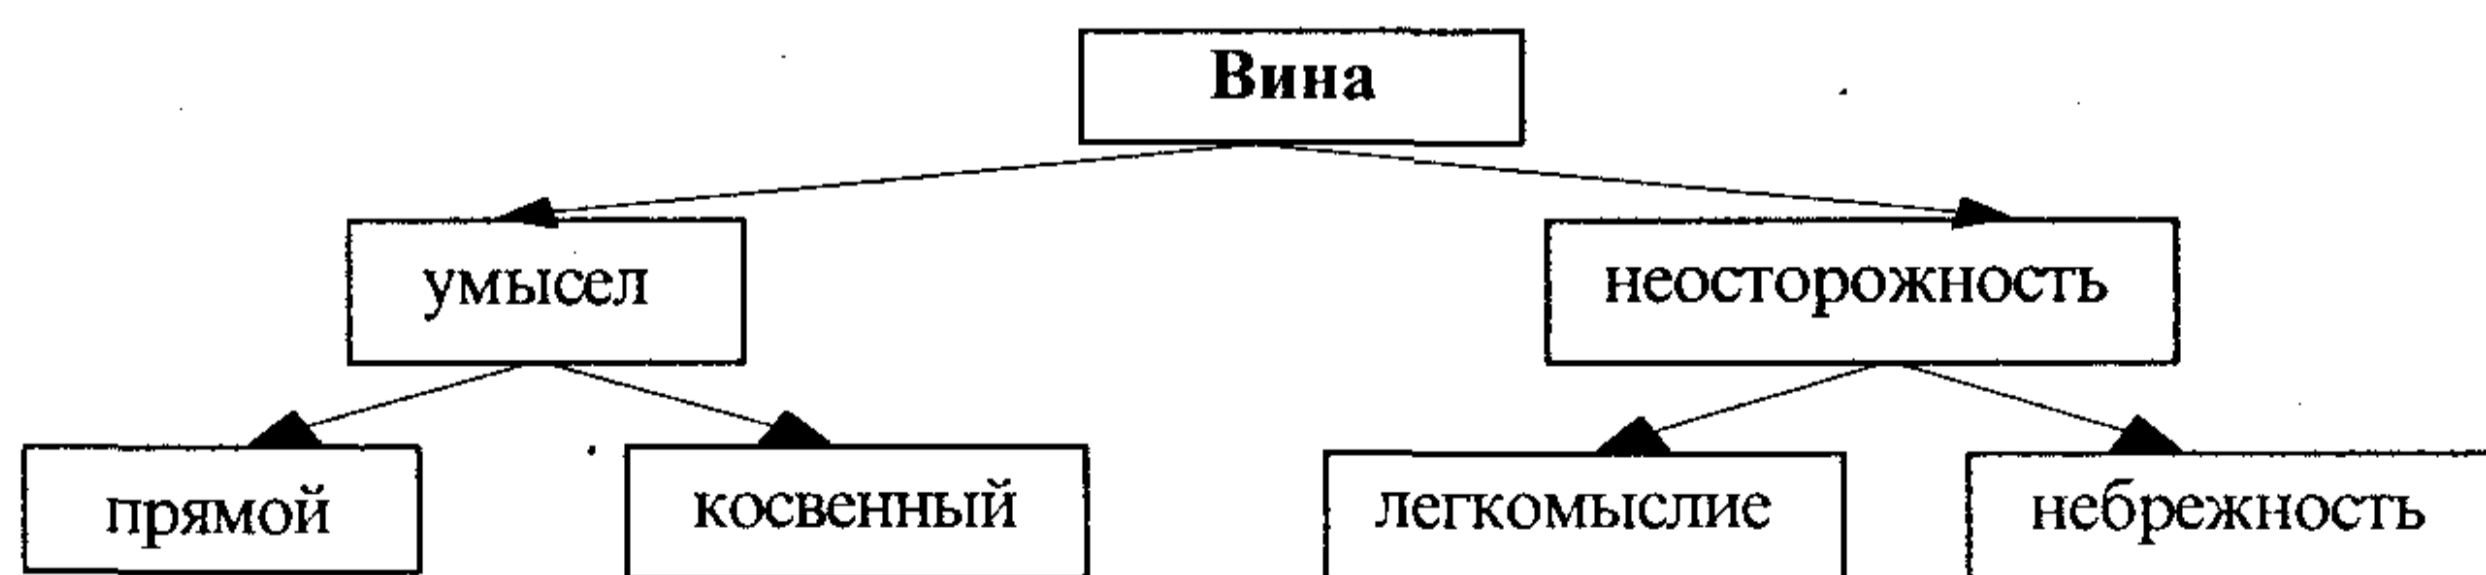 Вина
умысел неосторожность
прямой косвенный легкомыслие небрежность